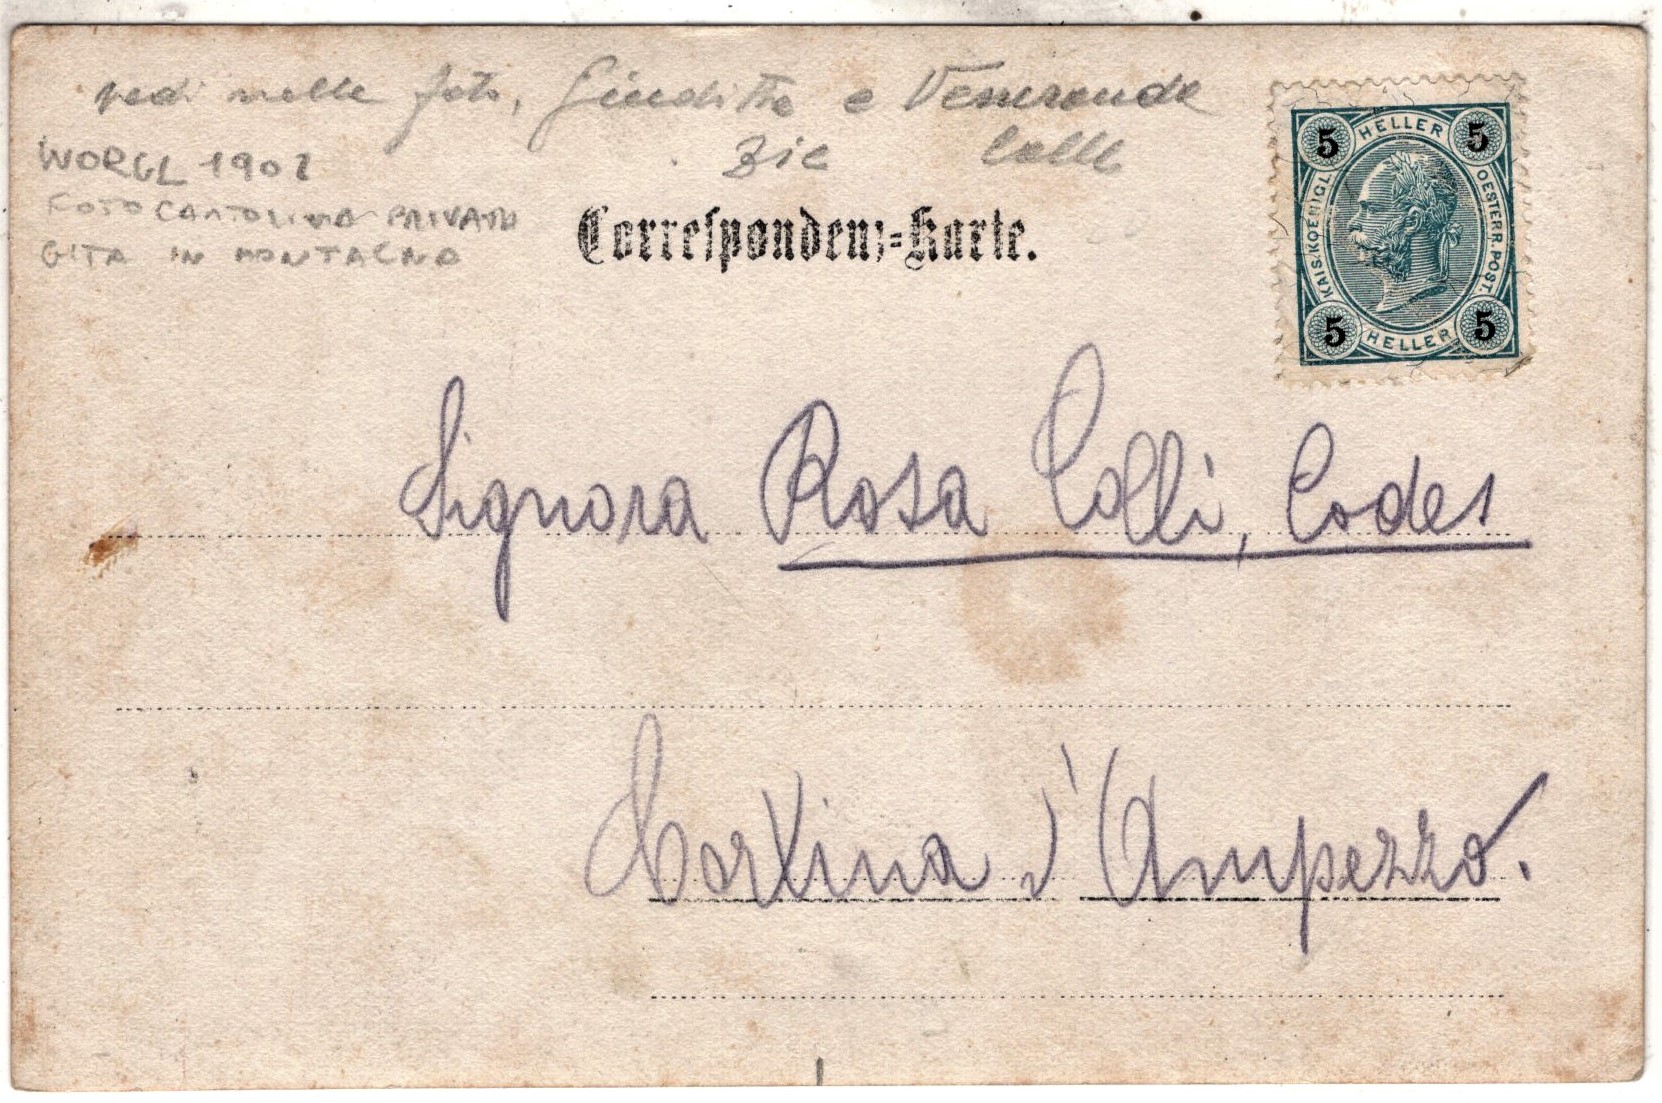 vedi nelle foto, Giuditta e Veneranda
Zie Colle
WORGL 1902
FOTO CARTOLINA PRIVATA
GITA IN MONTAGNA
Correspondenz=Karte.
5 HELLER 5
KAIS. KOENIGL. OESTERR. POST.
5 HELLER 5
Signora Rosa Colli, Codes
Cortina d'Ampezzo.